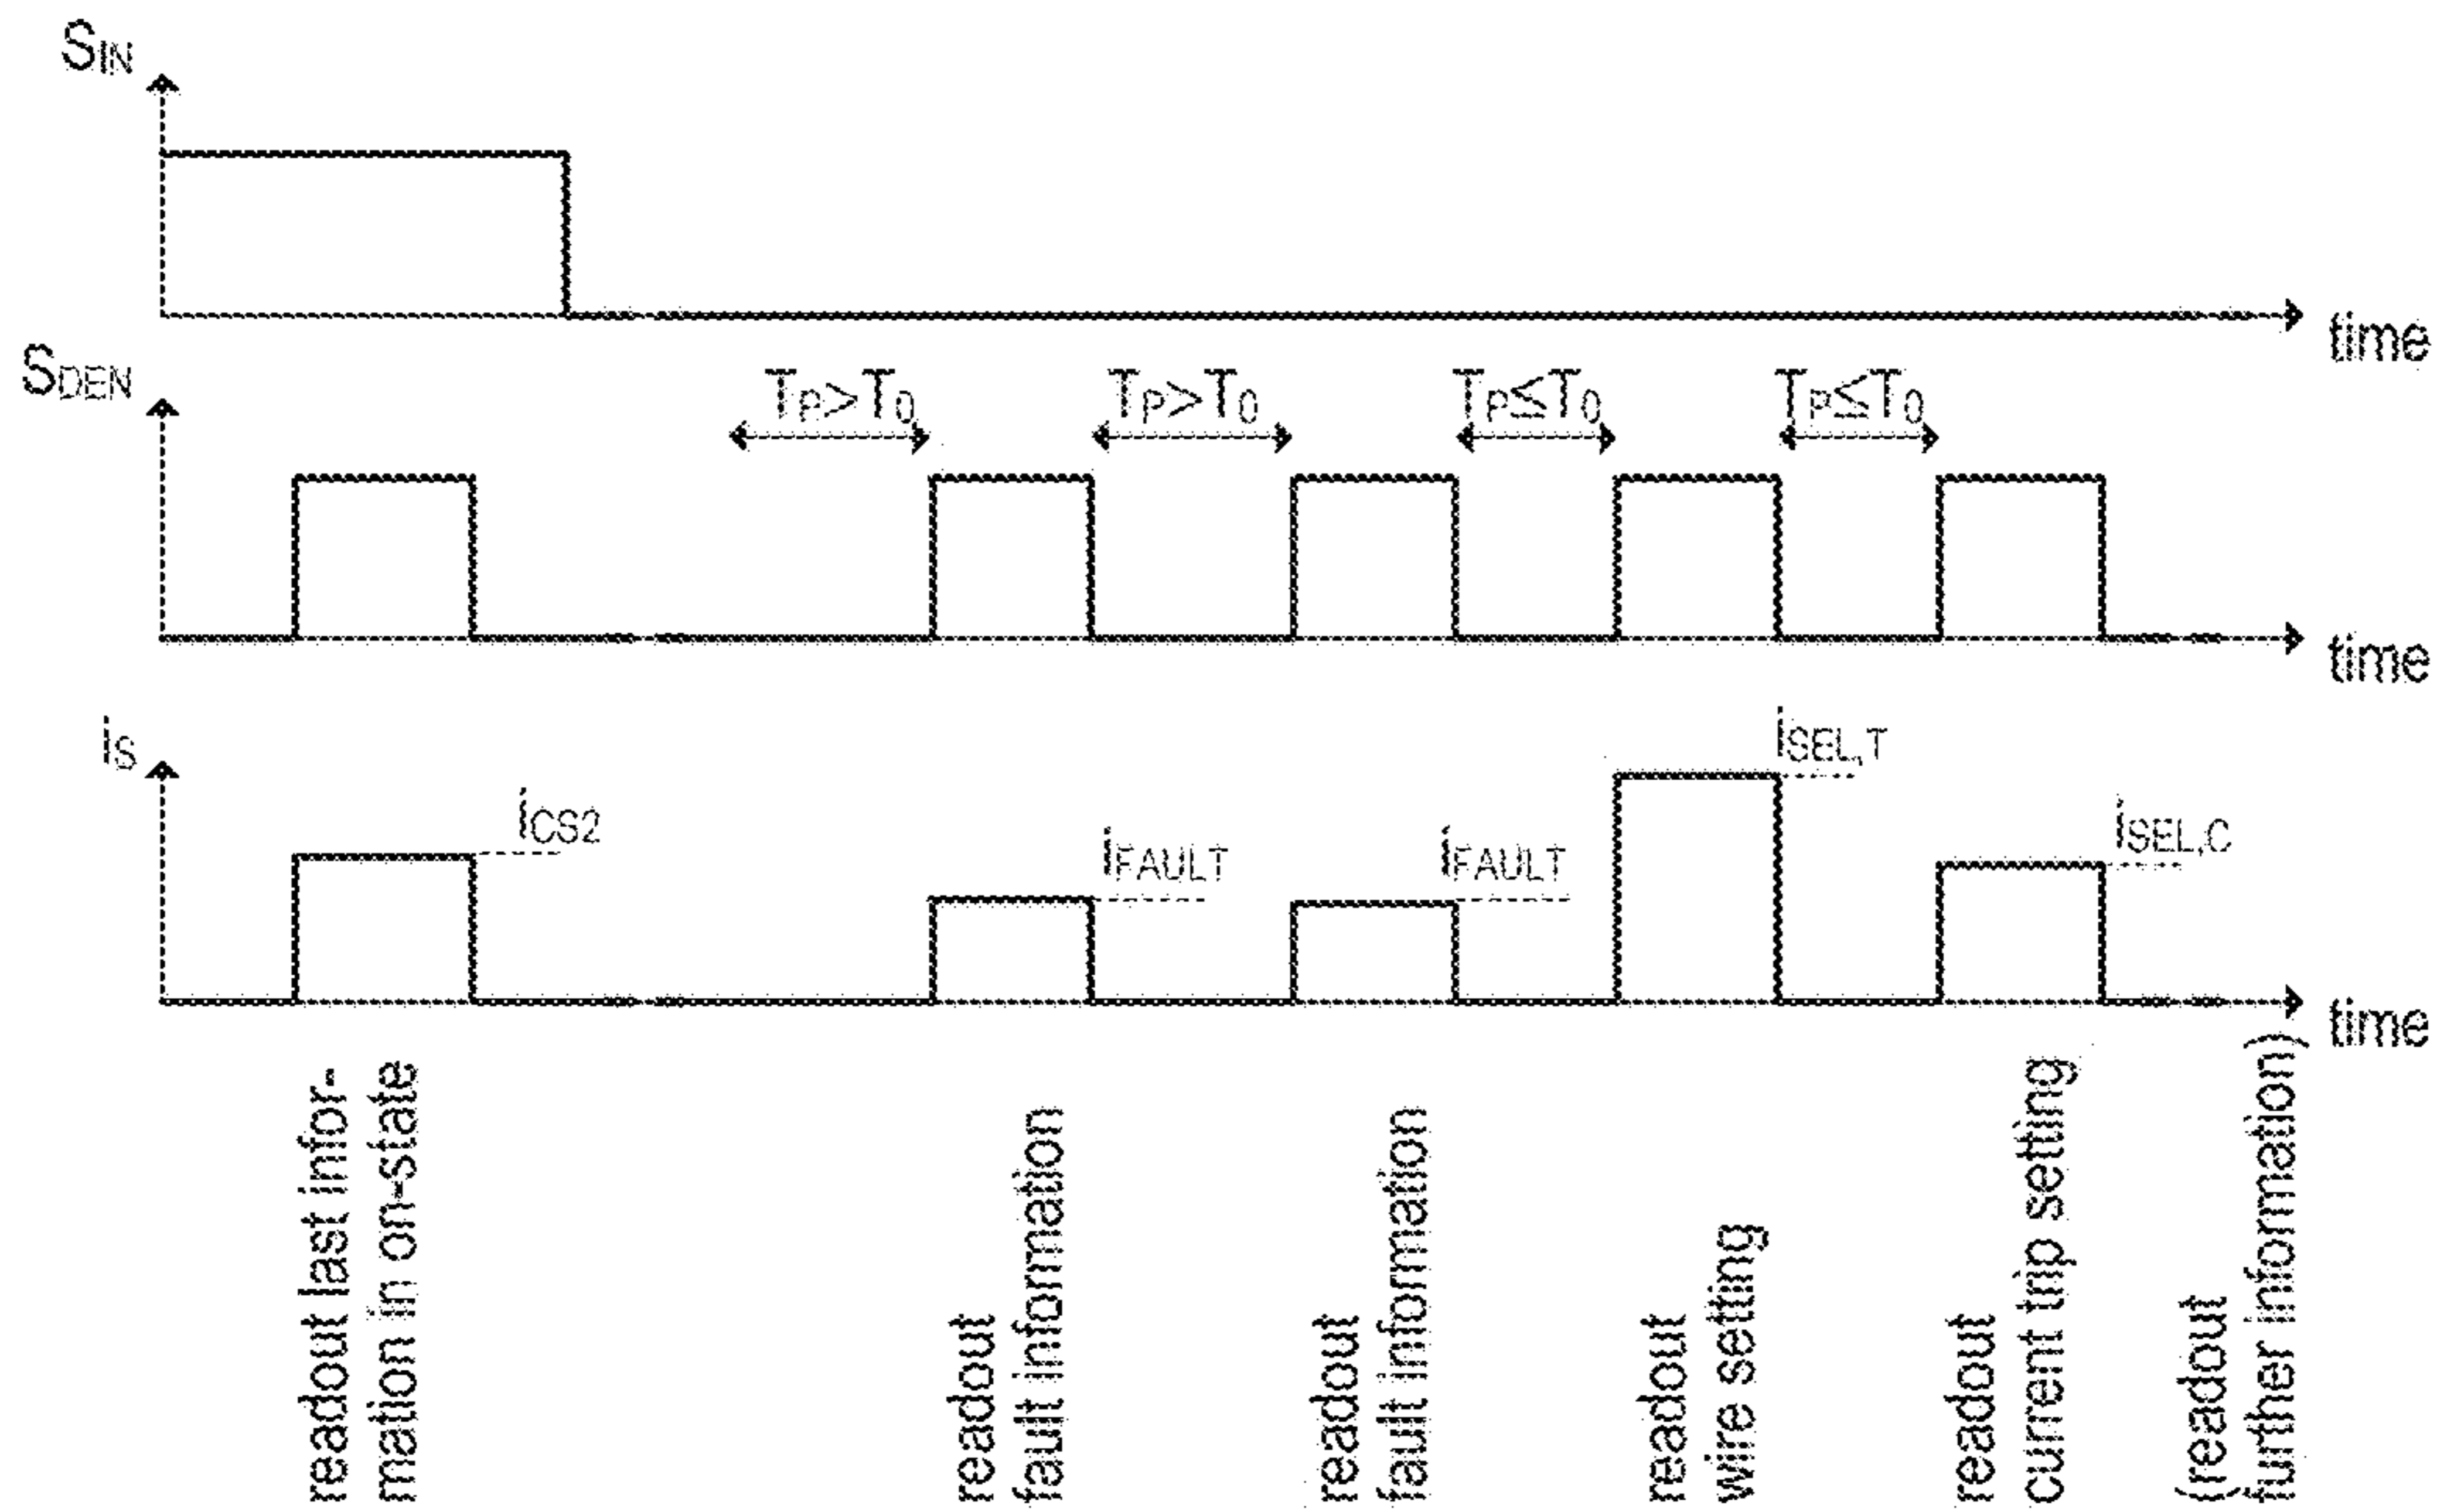 SIN
time
SDEN
TP>T0
TP>T0
TP≤T0
TP≤T0
time
iS
iCS2
iFAULT
iFAULT
iSEL,T
iSEL,C
time
readout last infor-
mation in on-state
readout
fault information
readout
fault information
readout
wire setting
readout
current trip setting
(readout
further information)